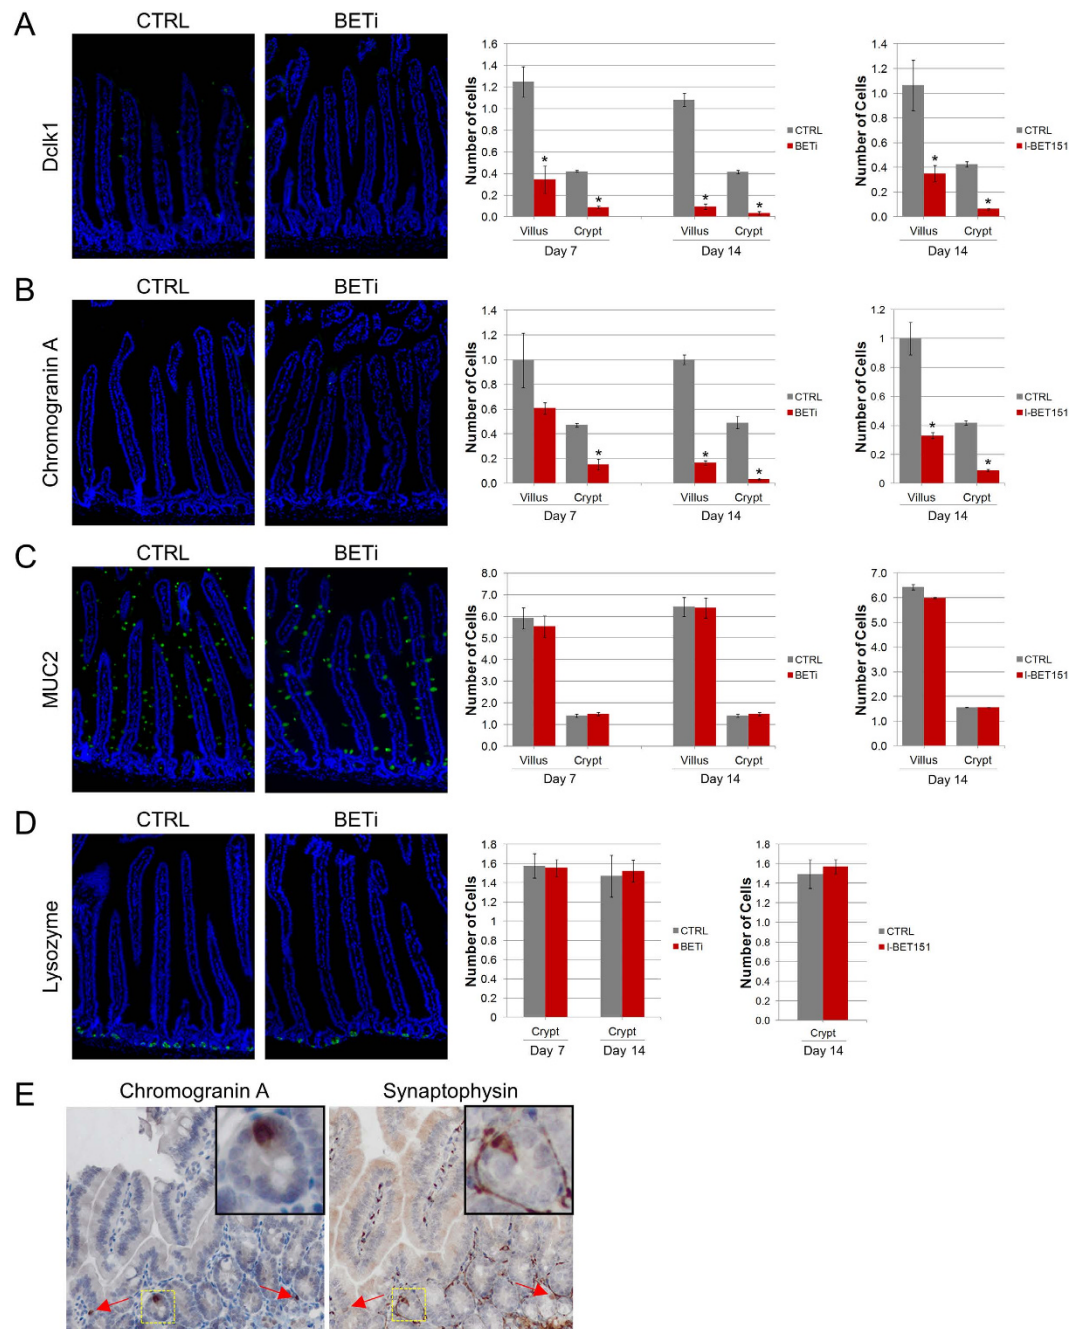 A
CTRL
BETi
Dclk1
Number of Cells
1.6
1.4
1.2
1.0
0.8
0.6
0.4
0.2
0.0
*
*
*
*
Villus
Crypt
Villus
Crypt
Day 7
Day 14
CTRL
BETi
Number of Cells
1.4
1.2
1.0
0.8
0.6
0.4
0.2
0.0
*
*
Villus
Crypt
Day 14
CTRL
I-BET151
B
CTRL
BETi
Chromogranin A
Number of Cells
1.4
1.2
1
0.8
0.6
0.4
0.2
0
*
*
*
Villus
Crypt
Villus
Crypt
Day 7
Day 14
CTRL
BETi
Number of Cells
1.2
1
0.8
0.6
0.4
0.2
0
*
*
Villus
Crypt
Day 14
CTRL
I-BET151
C
CTRL
BETi
MUC2
Number of Cells
8.0
7.0
6.0
5.0
4.0
3.0
2.0
1.0
0.0
Villus
Crypt
Villus
Crypt
Day 7
Day 14
CTRL
BETi
Number of Cells
7.0
6.0
5.0
4.0
3.0
2.0
1.0
0.0
Villus
Crypt
Day 14
CTRL
I-BET151
D
CTRL
BETi
Lysozyme
Number of Cells
1.8
1.6
1.4
1.2
1
0.8
0.6
0.4
0.2
0
Crypt
Crypt
Day 7
Day 14
CTRL
BETi
Number of Cells
1.8
1.6
1.4
1.2
1.0
0.8
0.6
0.4
0.2
0.0
Crypt
Day 14
CTRL
I-BET151
E
Chromogranin A
Synaptophysin